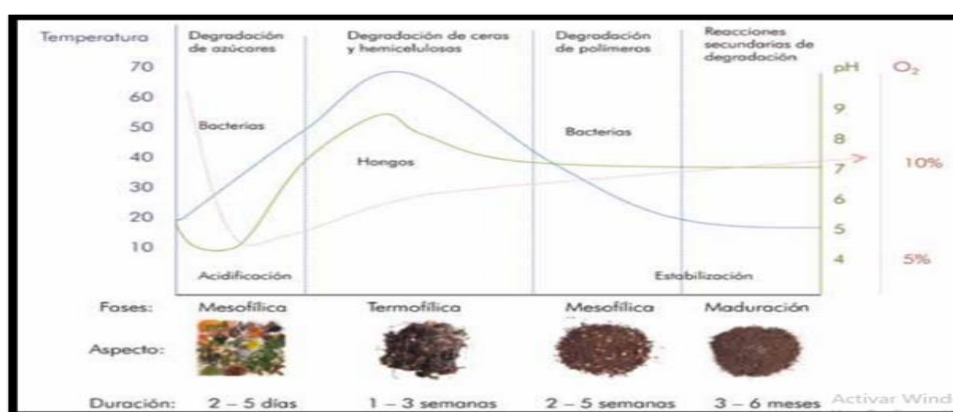 Temperatura
Degradación
de azúcares
Degradación de ceras
y hemicelulosas
Degradación
de polímeros
Reacciones
secundarias de
degradación
70
60
50
40
30
20
10
pH
9
8
7
6
5
4
O₂
10%
5%
Bacterias
Hongos
Bacterias
Acidificación
Estabilización
Fases: Mesofílica Termofílica Mesofílica Maduración
Aspecto:
Duración: 2 – 5 días 1 – 3 semanas 2 – 5 semanas 3 – 6 meses
Activar Wind